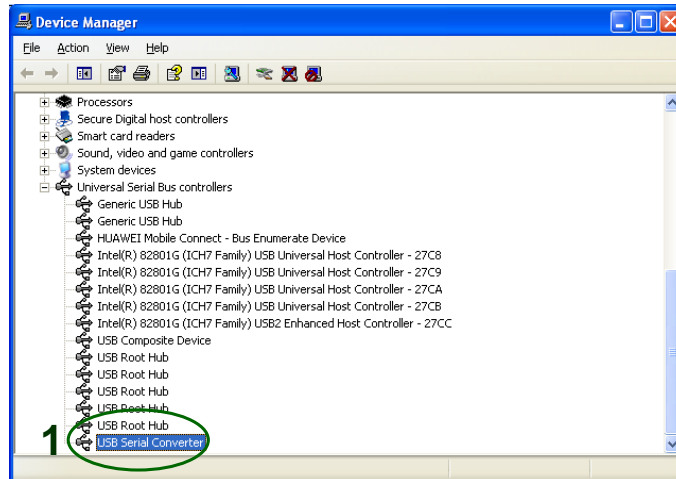 Device Manager
File Action View Help
Processors
Secure Digital host controllers
Smart card readers
Sound, video and game controllers
System devices
Universal Serial Bus controllers
Generic USB Hub
Generic USB Hub
HUAWEI Mobile Connect - Bus Enumerate Device
Intel(R) 82801G (ICH7 Family) USB Universal Host Controller - 27C8
Intel(R) 82801G (ICH7 Family) USB Universal Host Controller - 27C9
Intel(R) 82801G (ICH7 Family) USB Universal Host Controller - 27CA
Intel(R) 82801G (ICH7 Family) USB Universal Host Controller - 27CB
Intel(R) 82801G (ICH7 Family) USB2 Enhanced Host Controller - 27CC
USB Composite Device
USB Root Hub
USB Root Hub
USB Root Hub
USB Root Hub
USB Root Hub
1 USB Serial Converter